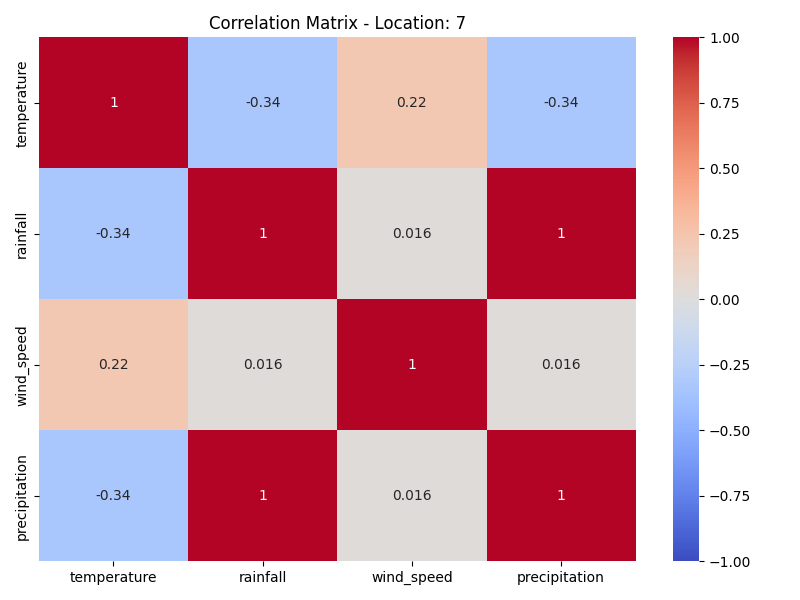 Correlation Matrix - Location: 7
temperature
1
-0.34
0.22
-0.34
rainfall
-0.34
1
0.016
1
wind_speed
0.22
0.016
1
0.016
precipitation
-0.34
1
0.016
1
temperature
rainfall
wind_speed
precipitation
1.00
0.75
0.50
0.25
0.00
−0.25
−0.50
−0.75
−1.00